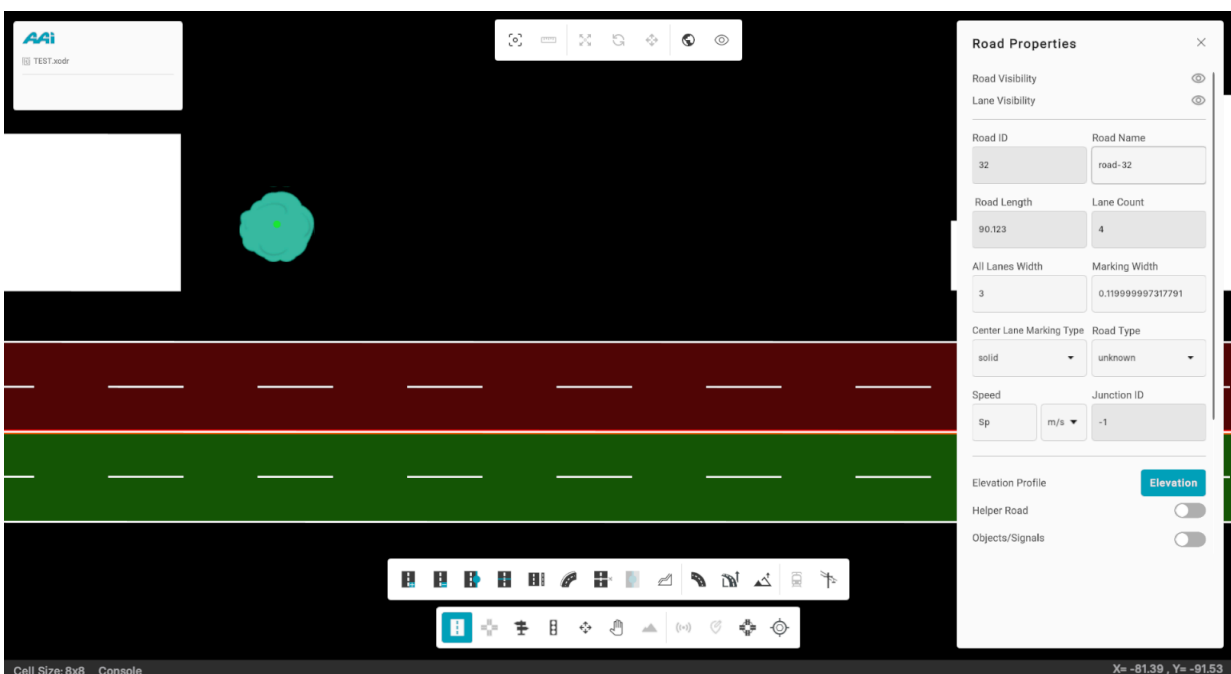 AAi
TEST.xodr
Road Properties
Road Visibility
Lane Visibility
Road ID
Road Name
32
road-32
Road Length
Lane Count
90.123
4
All Lanes Width
Marking Width
3
0.119999997317791
Center Lane Marking Type
Road Type
solid
unknown
Speed
Junction ID
Sp
m/s
-1
Elevation Profile
Elevation
Helper Road
Objects/Signals
Cell Size: 8x8
Console
X= -81.39 , Y= -91.53